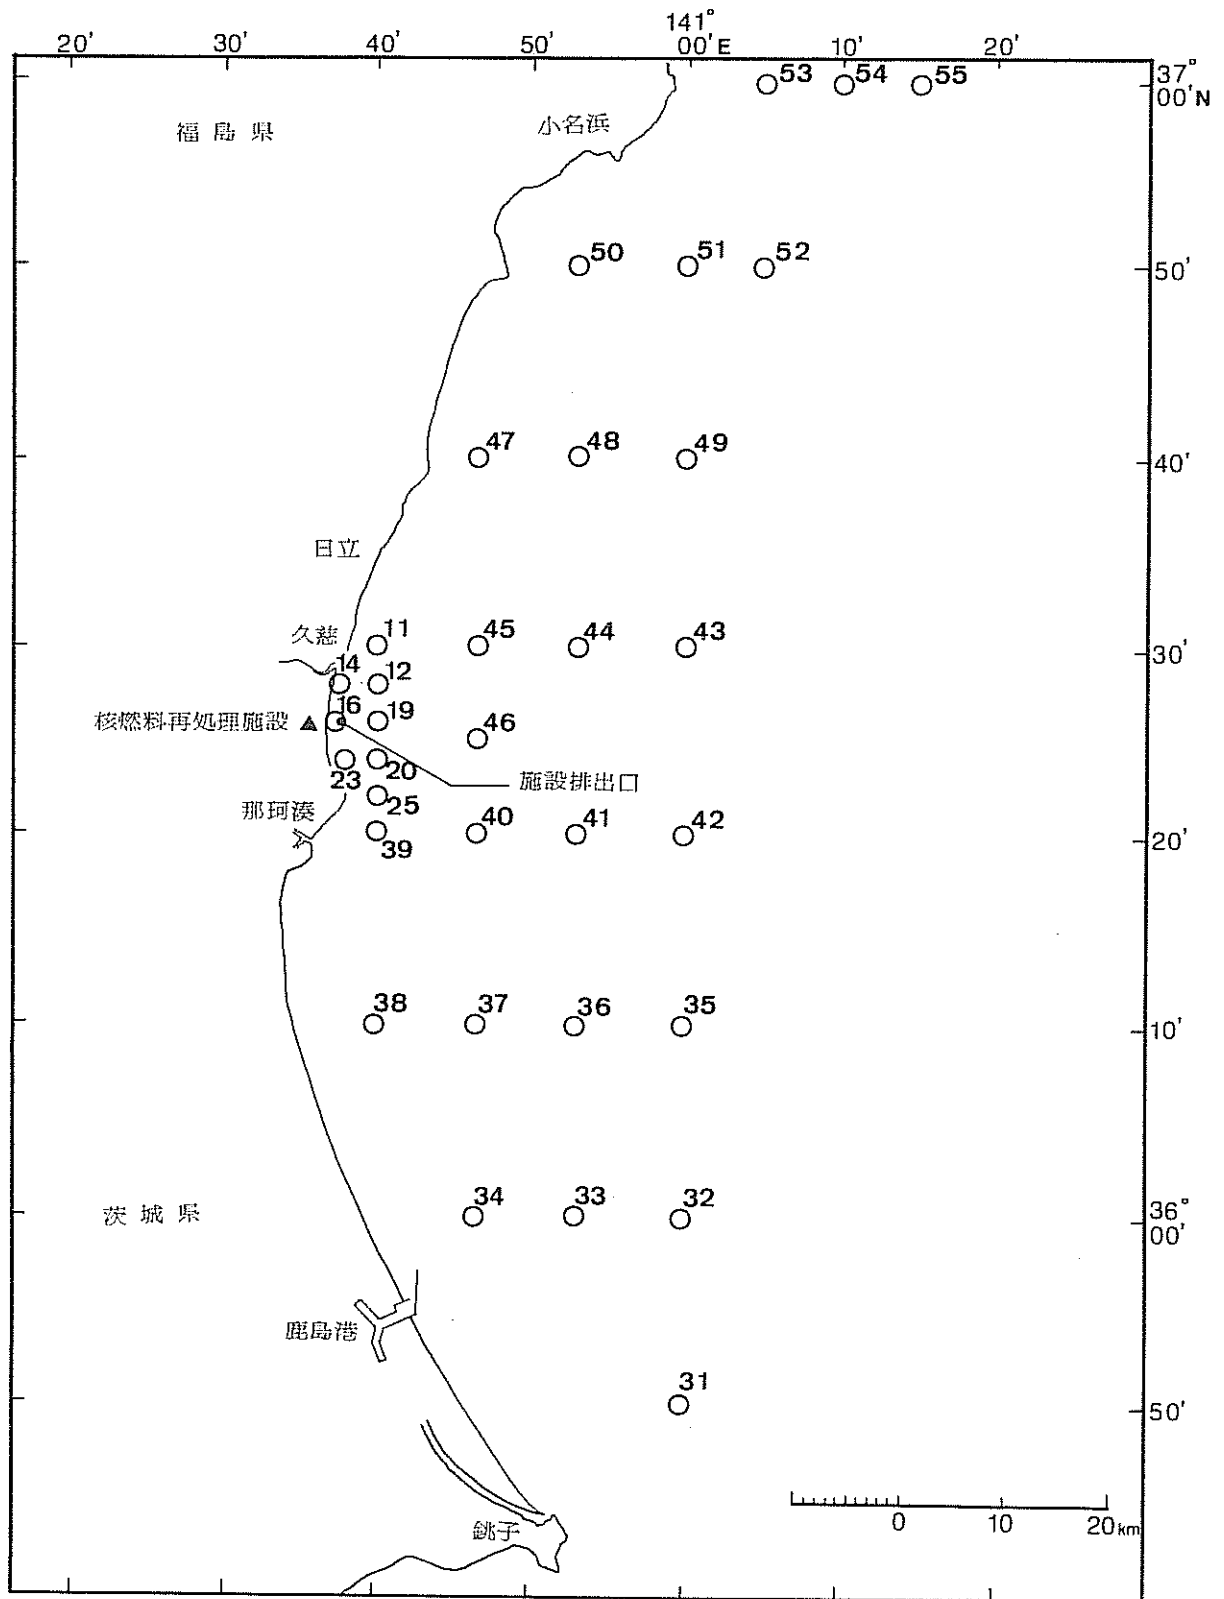 141°
20' 30' 40' 50' 00'E 10' 20'
53 54 55 37°
00'N
福島県 小名浜
50 51 52 50'
47 48 49 40'
日立
久慈 11 45 44 43 30'
14 12
核燃料再処理施設 ▲ 16 19 46
23 20 施設排出口
那珂湊 25 40 41 42 20'
39
38 37 36 35 10'
茨城県 34 33 32 36°
00'
鹿島港
31 50'
銚子 0 10 20km